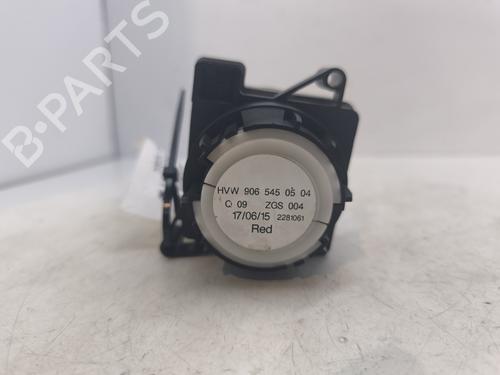 B-PARTS
HVW 906 545 05 04
Q 09 ZGS 004
17/06/15 2281061
Red